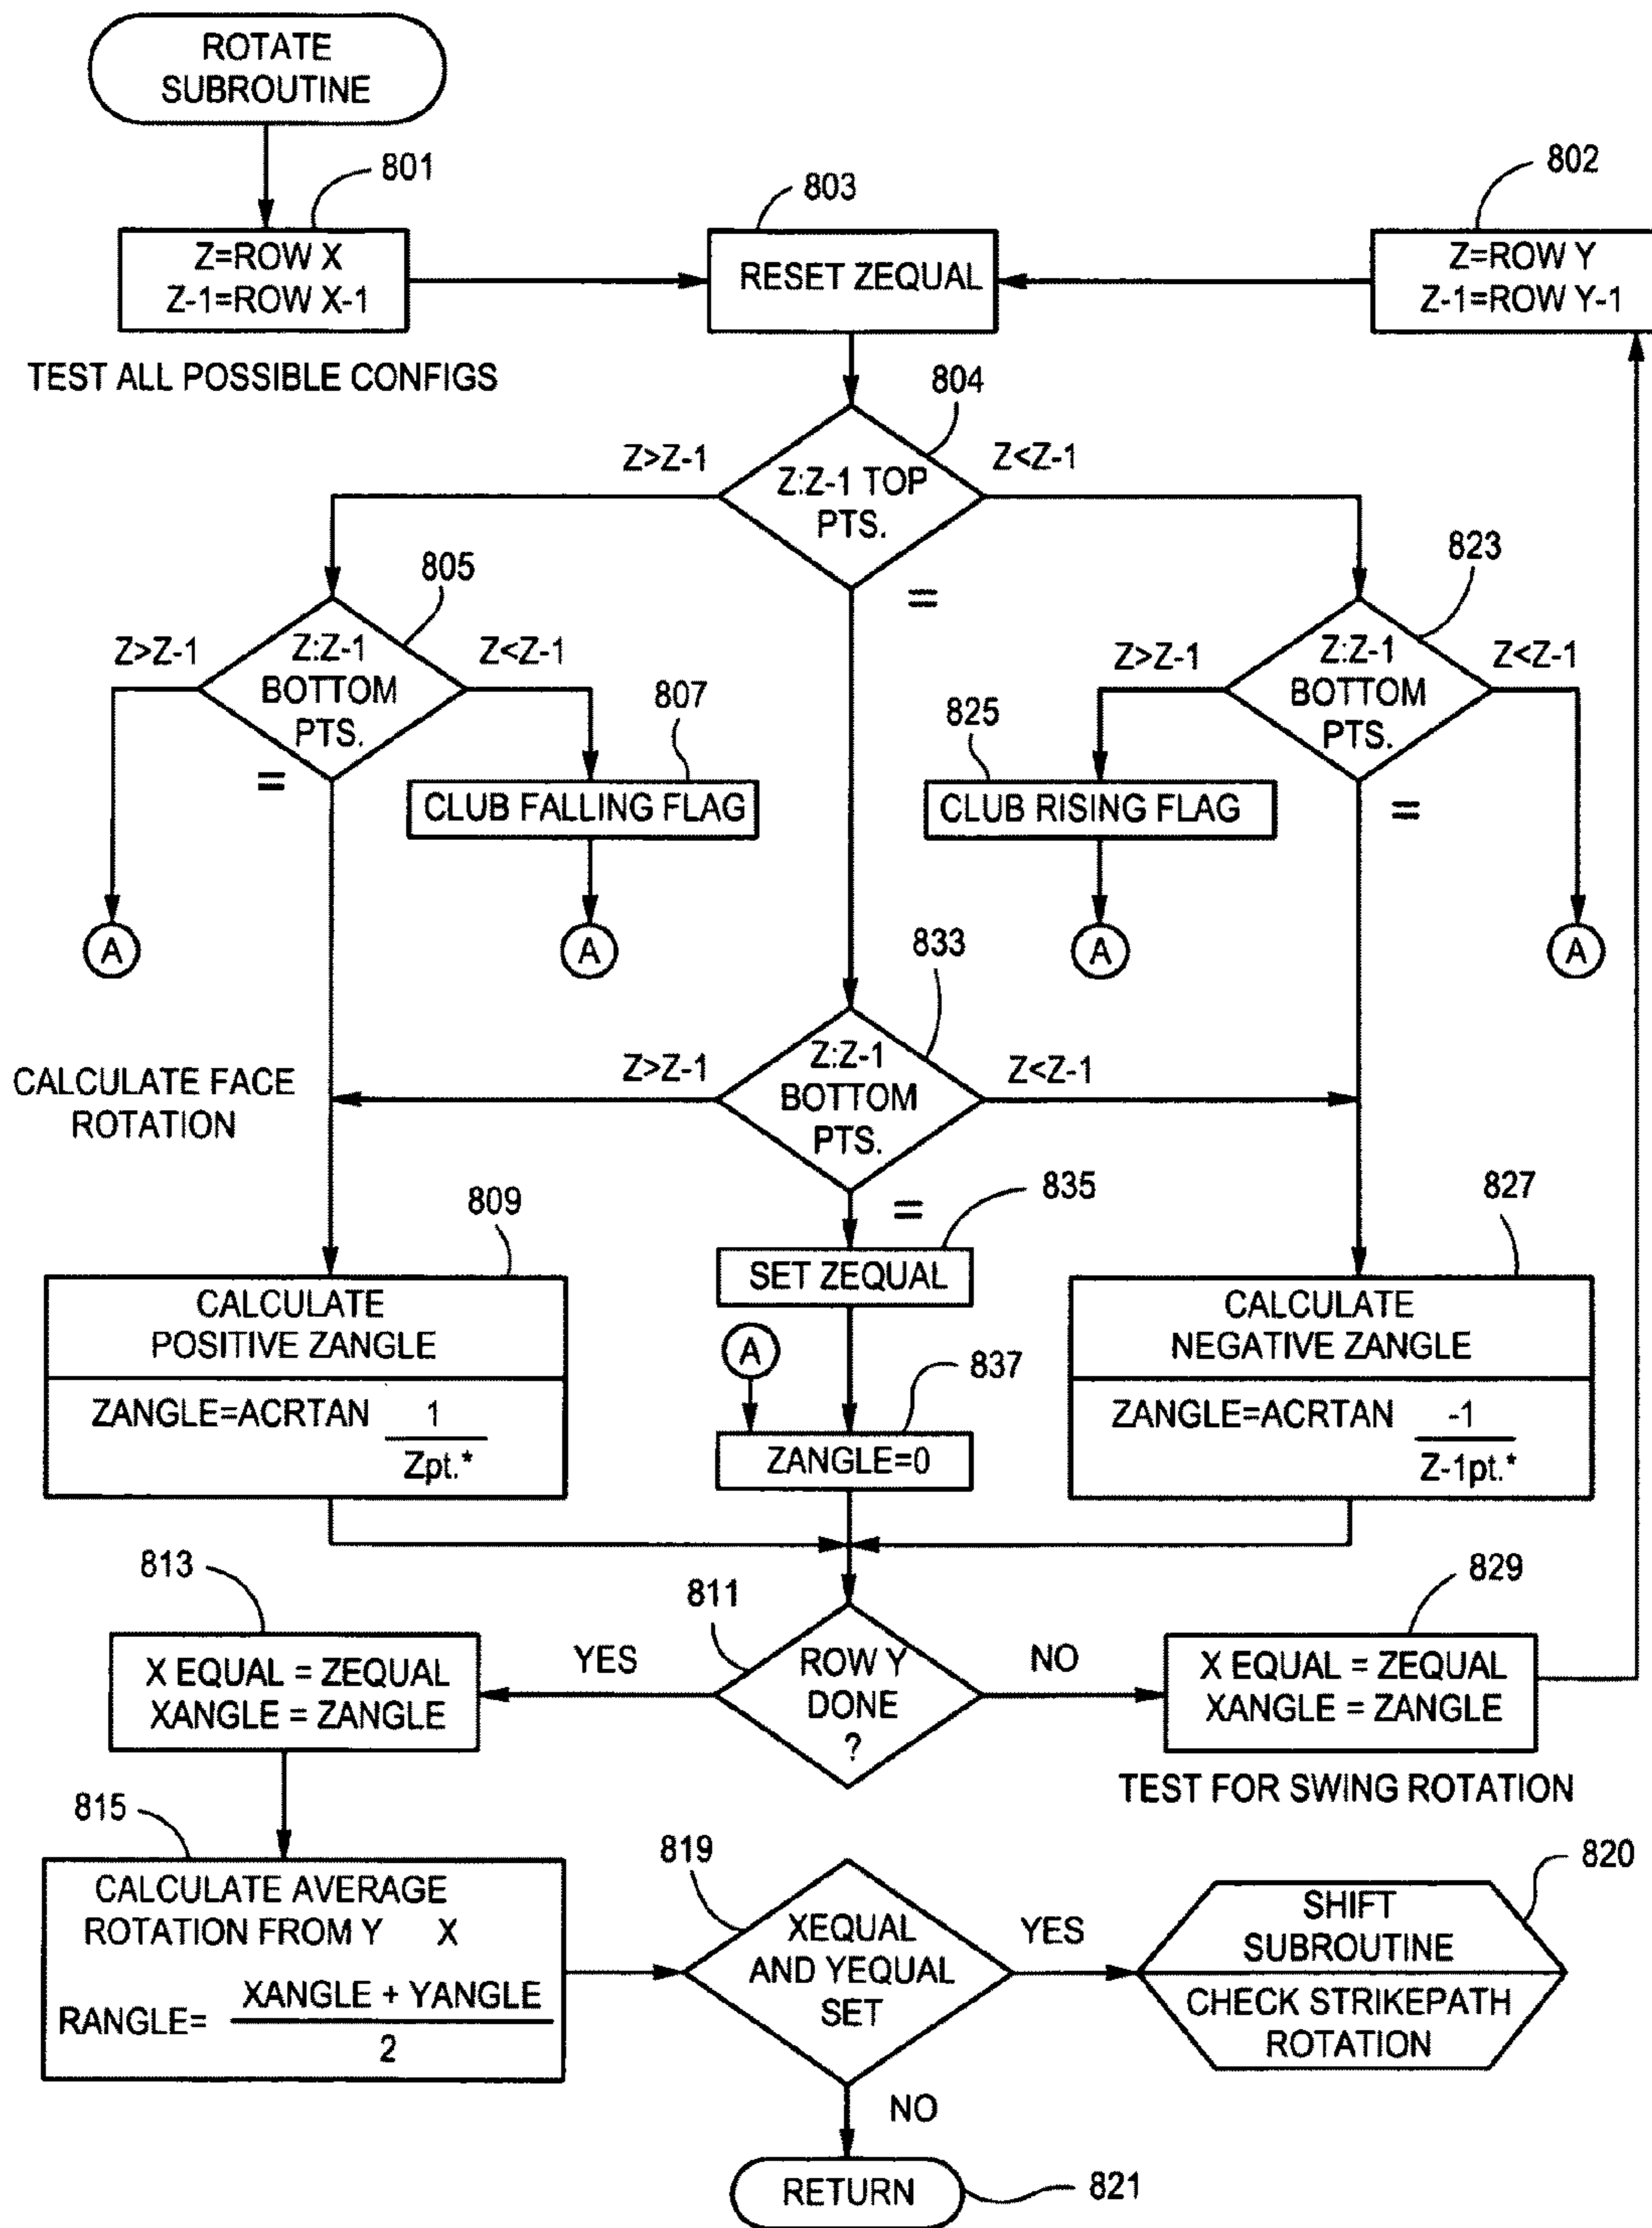 ROTATE
SUBROUTINE
801
802
803
Z=ROW X
Z-1=ROW X-1
RESET ZEQUAL
Z=ROW Y
Z-1=ROW Y-1
TEST ALL POSSIBLE CONFIGS
804
Z>Z-1
Z<Z-1
Z:Z-1 TOP
PTS.
=
805
823
Z>Z-1
Z:Z-1
BOTTOM
PTS.
Z<Z-1
=
Z>Z-1
Z:Z-1
BOTTOM
PTS.
Z<Z-1
=
807
825
CLUB FALLING FLAG
CLUB RISING FLAG
A
A
A
A
833
CALCULATE FACE
ROTATION
Z>Z-1
Z:Z-1
BOTTOM
PTS.
Z<Z-1
=
809
835
827
SET ZEQUAL
CALCULATE
POSITIVE ZANGLE
ZANGLE=ACRTAN 1
Zpt.*
A
837
ZANGLE=0
CALCULATE
NEGATIVE ZANGLE
ZANGLE=ACRTAN -1
Z-1pt.*
813
811
829
X EQUAL = ZEQUAL
XANGLE = ZANGLE
YES
ROW Y
DONE
?
NO
X EQUAL = ZEQUAL
XANGLE = ZANGLE
TEST FOR SWING ROTATION
815
819
820
CALCULATE AVERAGE
ROTATION FROM Y X
RANGLE= XANGLE + YANGLE
2
XEQUAL
AND YEQUAL
SET
YES
SHIFT
SUBROUTINE
CHECK STRIKEPATH
ROTATION
NO
RETURN
821